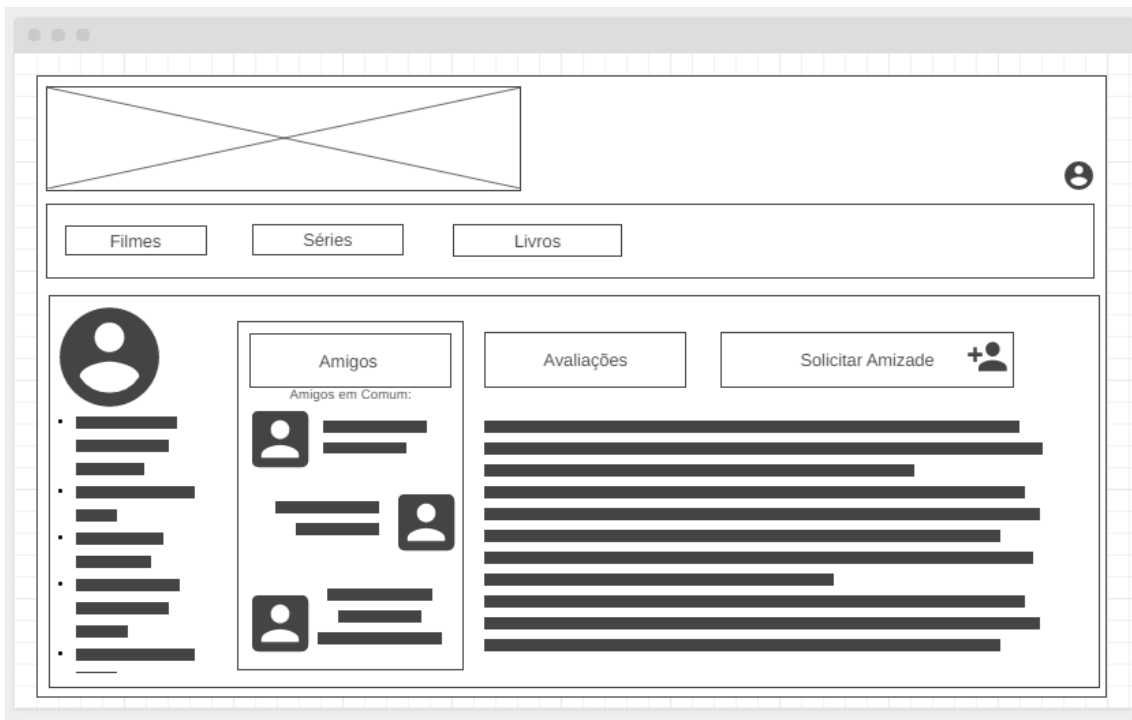 Filmes
Séries
Livros
Amigos
Avaliações
Solicitar Amizade
Amigos em Comum: